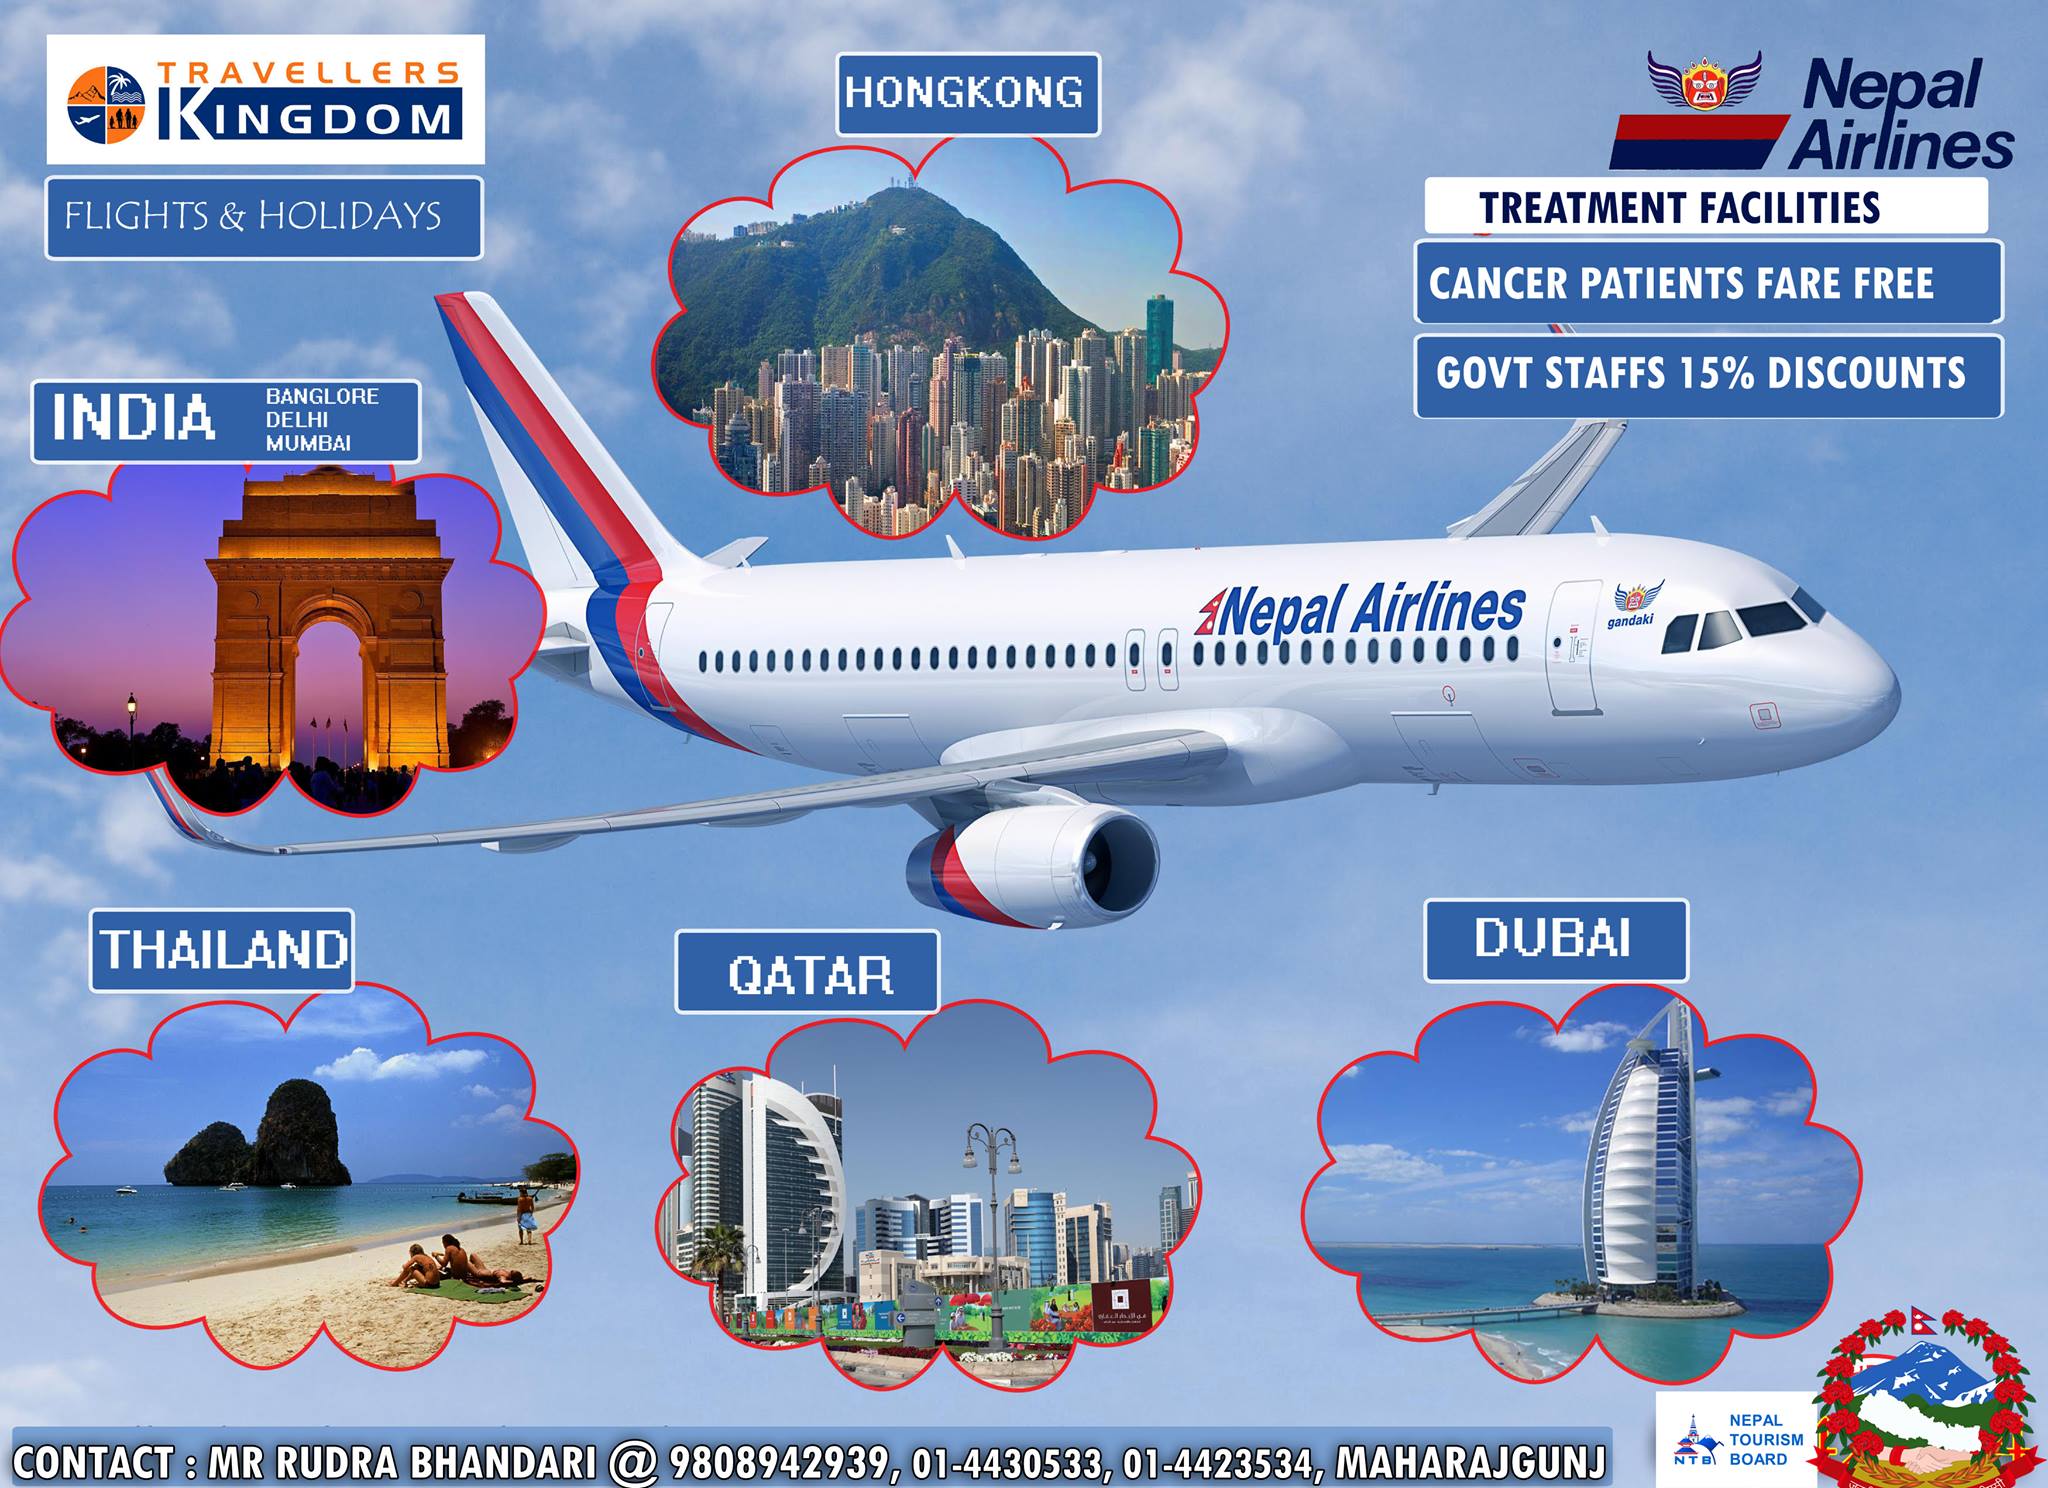 TRAVELLERS
KINGDOM
FLIGHTS & HOLIDAYS
HONGKONG
Nepal
Airlines
TREATMENT FACILITIES
CANCER PATIENTS FARE FREE
GOVT STAFFS 15% DISCOUNTS
INDIA
BANGLORE
DELHI
MUMBAI
Nepal Airlines
gandaki
THAILAND
QATAR
DUBAI
CONTACT : MR RUDRA BHANDARI @ 9808942939, 01-4430533, 01-4423534, MAHARAJGUNJ
NTB
NEPAL
TOURISM
BOARD